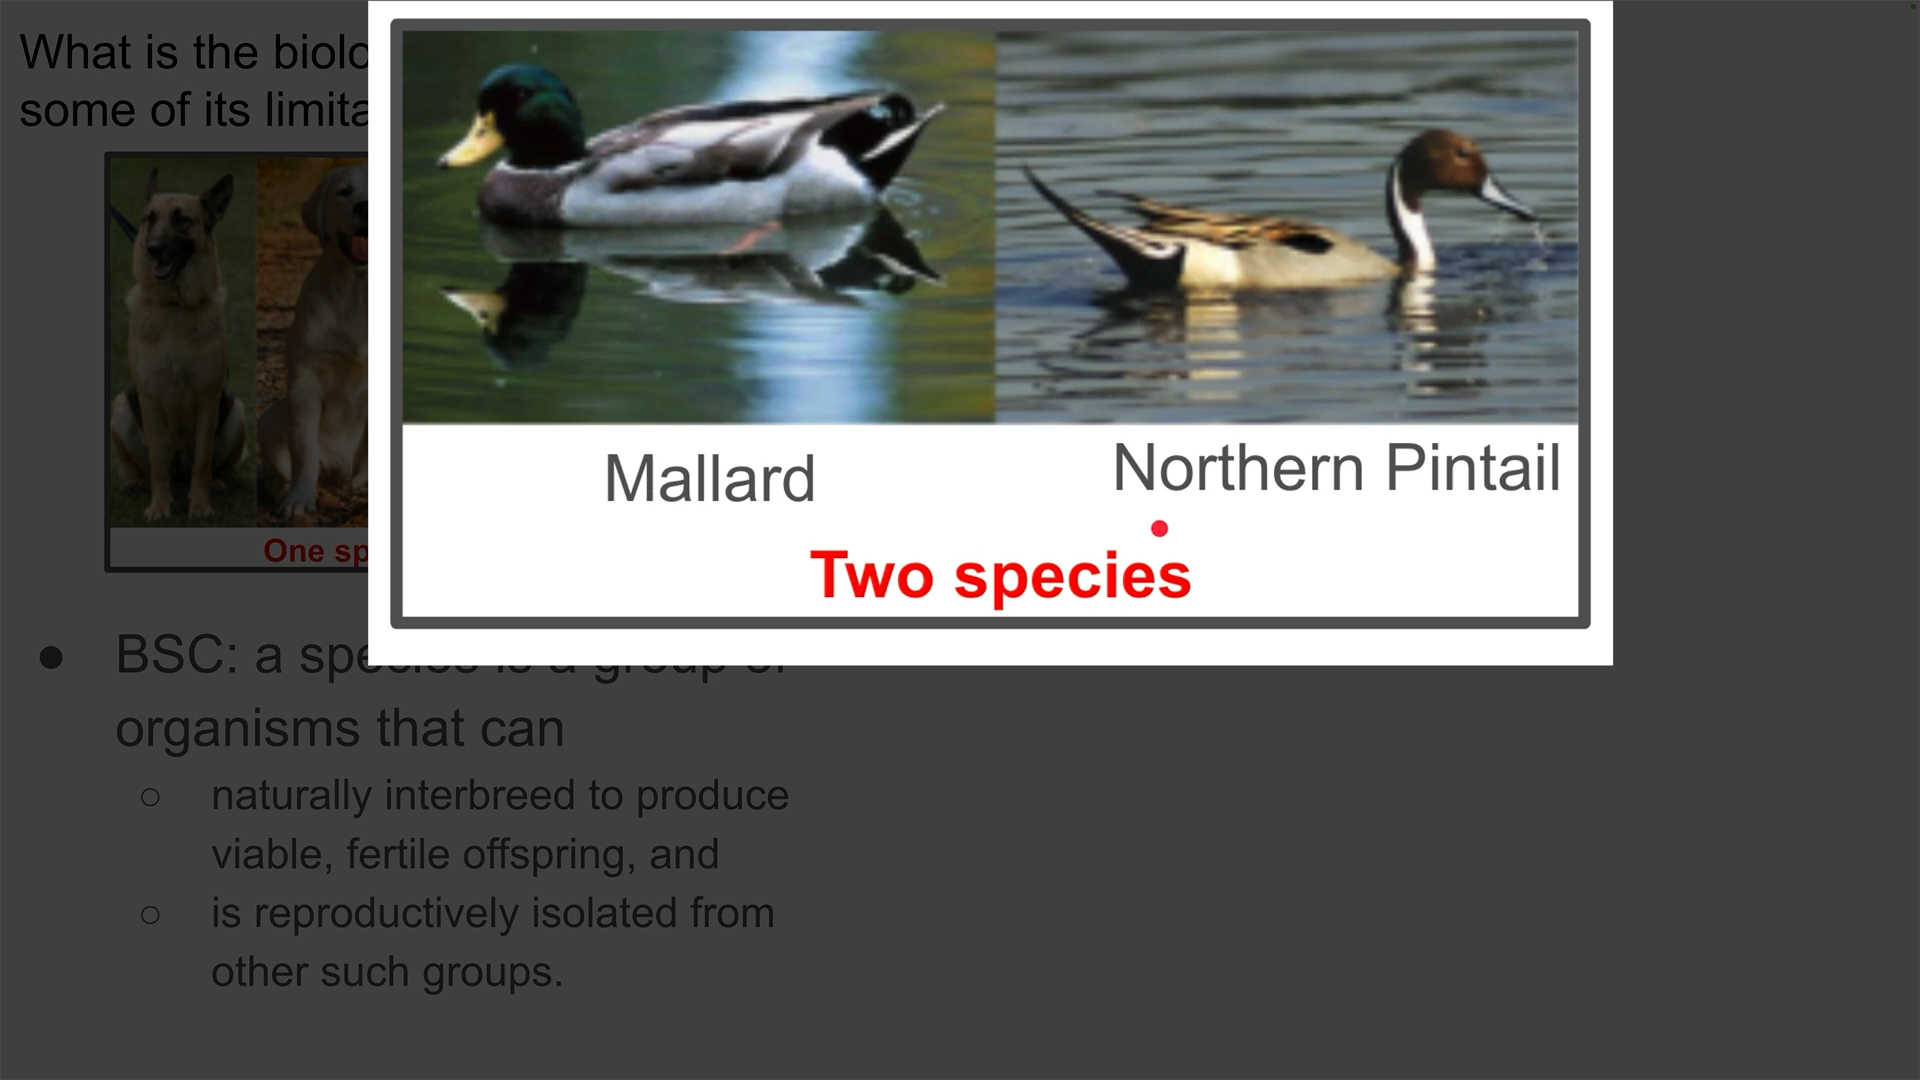 What is the biolo
some of its limita
Mallard
Northern Pintail
Two species
One sp
● BSC: a species is a group of
organisms that can
○ naturally interbreed to produce
viable, fertile offspring, and
○ is reproductively isolated from
other such groups.